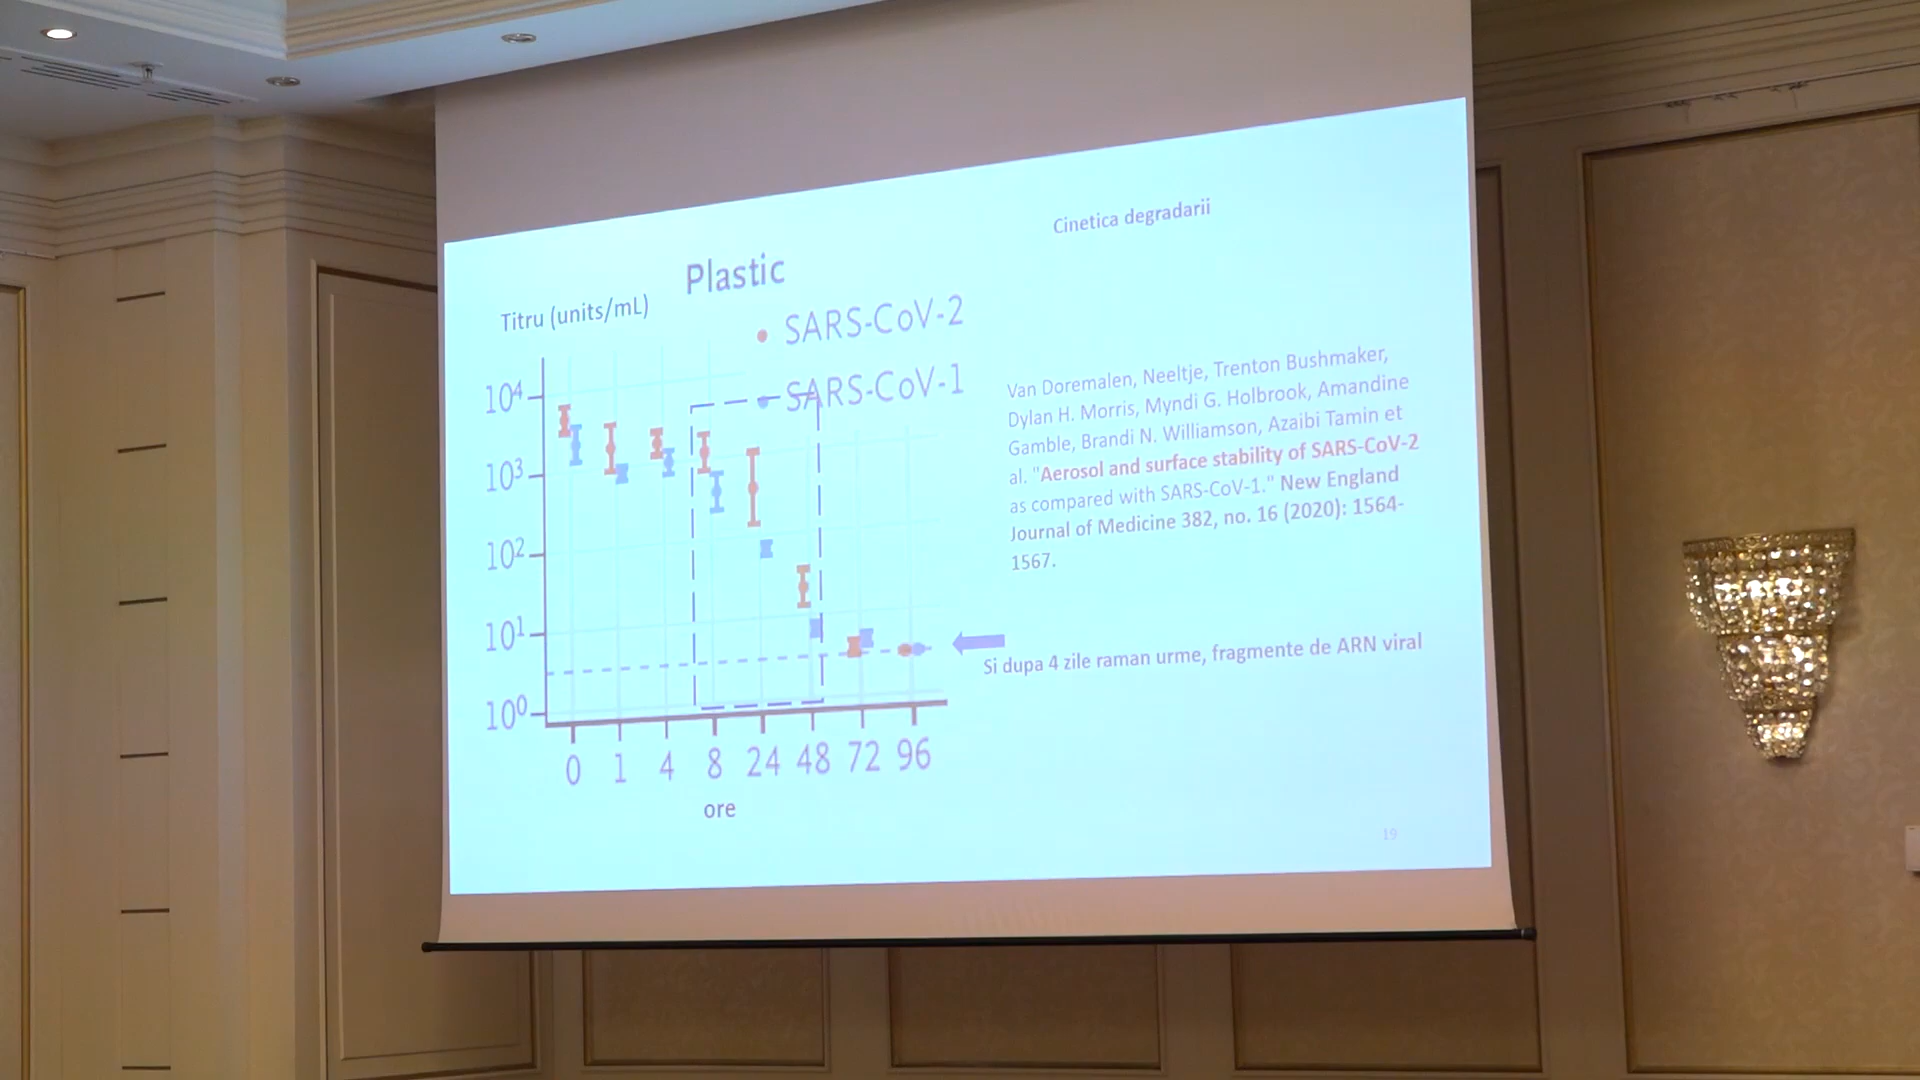 Cinetica degradarii
Plastic
Titru (units/mL)
SARS-CoV-2
SARS-CoV-1
10⁴
10³
10²
10¹
10⁰
0 1 4 8 24 48 72 96
ore
Van Doremalen, Neeltje, Trenton Bushmaker,
Dylan H. Morris, Myndi G. Holbrook, Amandine
Gamble, Brandi N. Williamson, Azaibi Tamin et
al. "Aerosol and surface stability of SARS-CoV-2
as compared with SARS-CoV-1." New England
Journal of Medicine 382, no. 16 (2020): 1564-
1567.
Si dupa 4 zile raman urme, fragmente de ARN viral
19